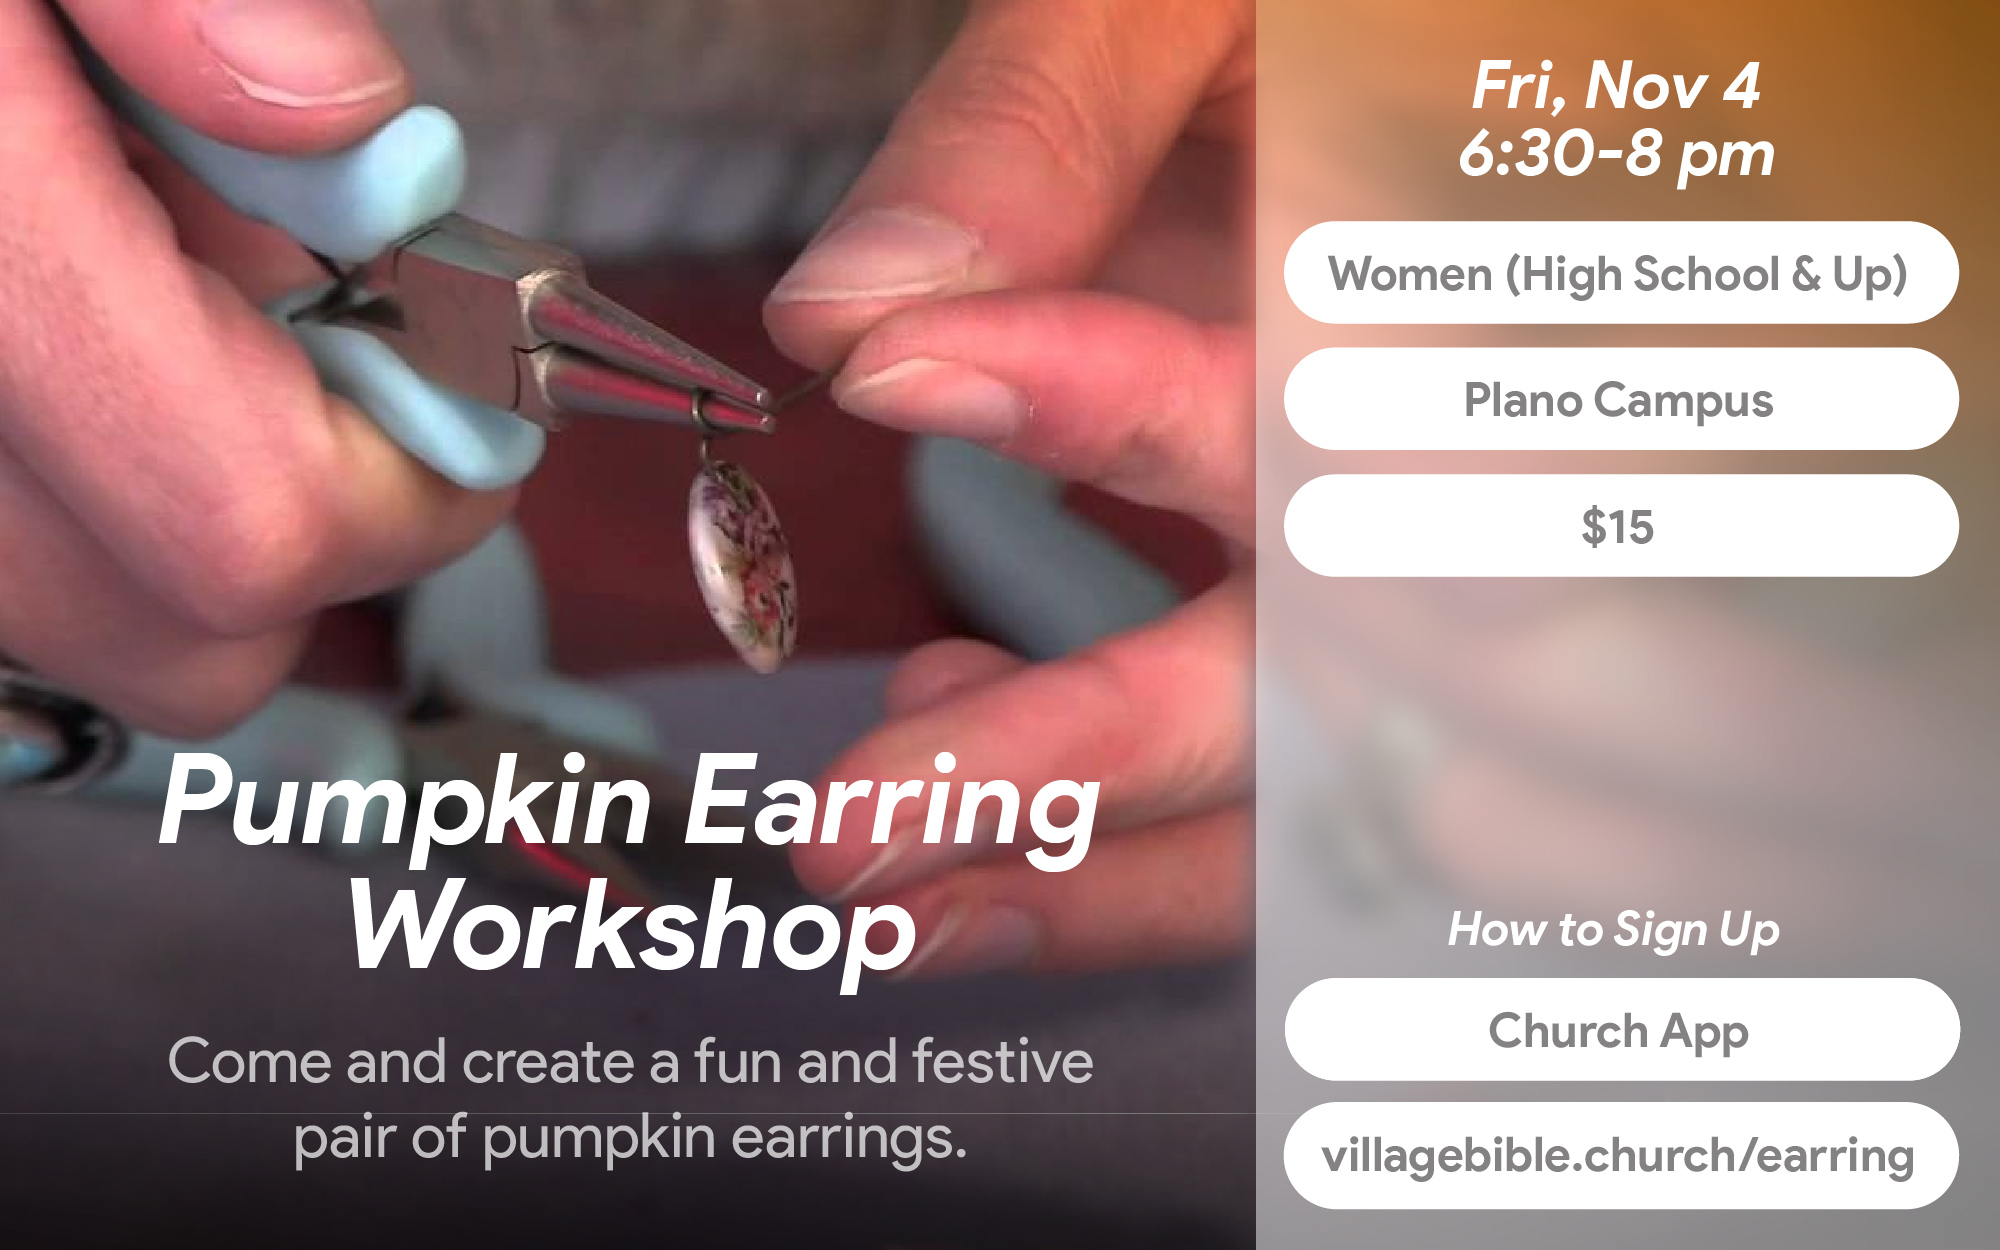 Pumpkin Earring
Workshop
Come and create a fun and festive
pair of pumpkin earrings.
Fri, Nov 4
6:30-8 pm
Women (High School & Up)
Plano Campus
$15
How to Sign Up
Church App
villagebible.church/earring